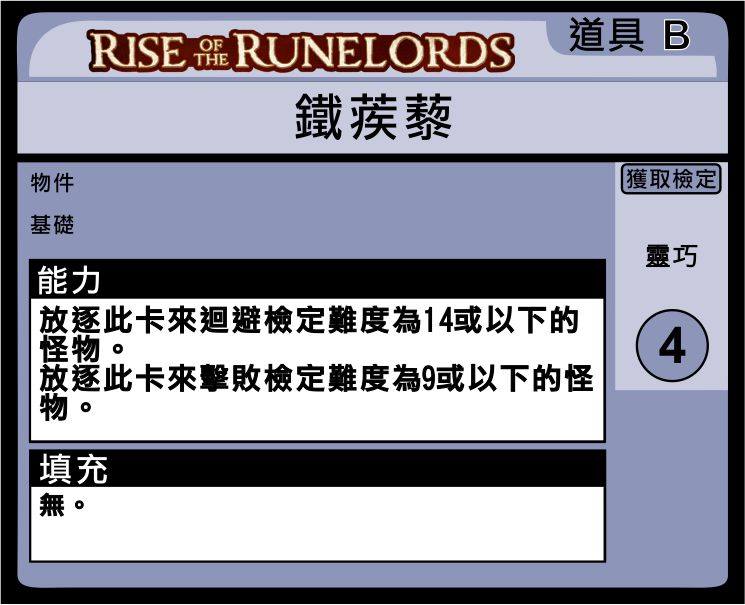 RISE OF THE RUNELORDS
道具 B
鐵蒺藜
物件
基礎
獲取檢定
靈巧
4
能力
放逐此卡來迴避檢定難度為14或以下的
怪物。
放逐此卡來擊敗檢定難度為9或以下的怪
物。
填充
無。